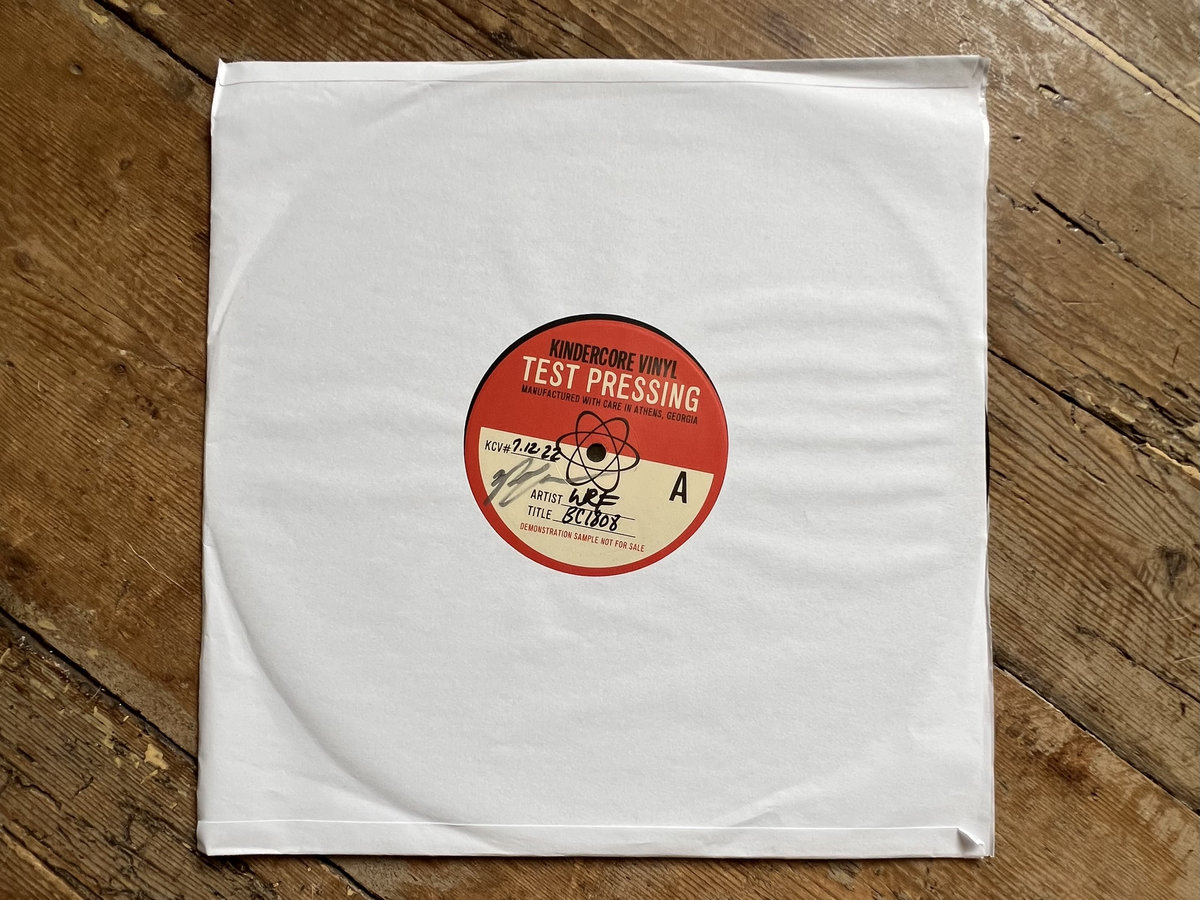 KINDERCORE VINYL
TEST PRESSING
MANUFACTURED WITH CARE IN ATHENS, GEORGIA
KCV# 7.12.22
A
ARTIST WRE
TITLE BC1808
DEMONSTRATION SAMPLE NOT FOR SALE